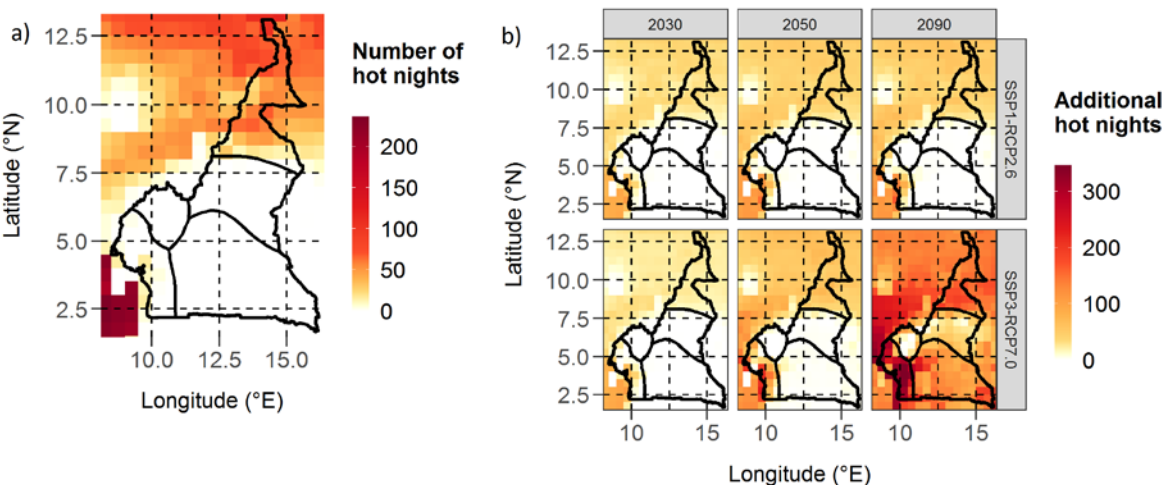 a)
12.5
10.0
7.5
5.0
2.5
Latitude (°N)
10.0 12.5 15.0
Longitude (°E)
Number of
hot nights
200
150
100
50
0
b)
2030 2050 2090
12.5
10.0
7.5
5.0
2.5
SSP1-RCP2.6
Latitude (°N)
12.5
10.0
7.5
5.0
2.5
SSP3-RCP7.0
Latitude (°N)
10 15 10 15 10 15
Longitude (°E)
Additional
hot nights
300
200
100
0